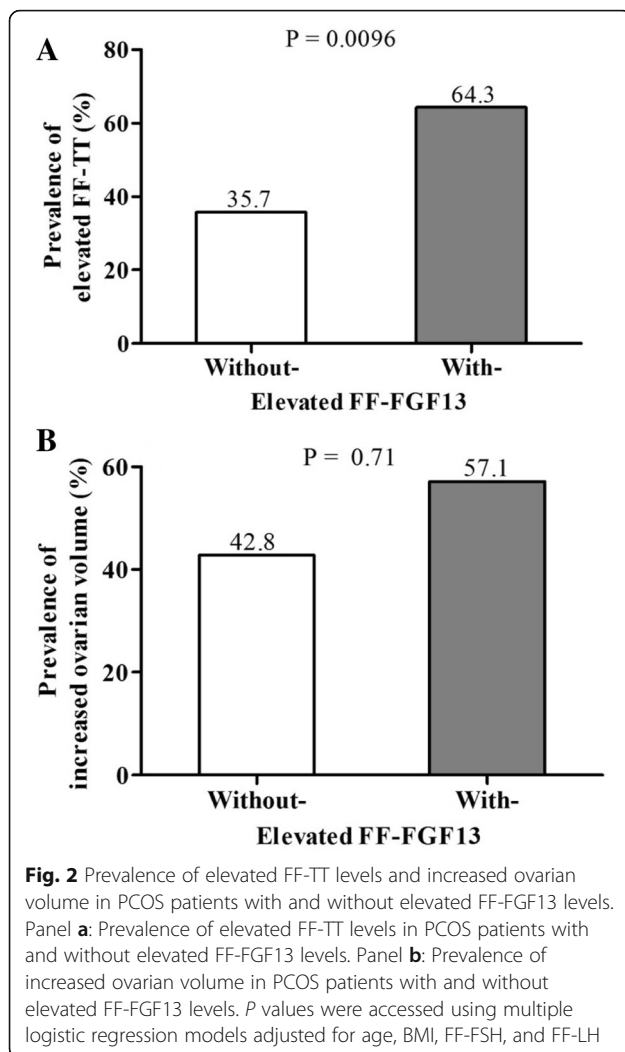 A
P = 0.0096
Prevalence of
elevated FF-TT (%)
80
60
40
20
0
35.7
64.3
Without-
With-
Elevated FF-FGF13
B
P = 0.71
Prevalence of
increased ovarian volume (%)
60
40
20
0
42.8
57.1
Without-
With-
Elevated FF-FGF13
Fig. 2 Prevalence of elevated FF-TT levels and increased ovarian
volume in PCOS patients with and without elevated FF-FGF13 levels.
Panel a: Prevalence of elevated FF-TT levels in PCOS patients with
and without elevated FF-FGF13 levels. Panel b: Prevalence of
increased ovarian volume in PCOS patients with and without
elevated FF-FGF13 levels. P values were accessed using multiple
logistic regression models adjusted for age, BMI, FF-FSH, and FF-LH